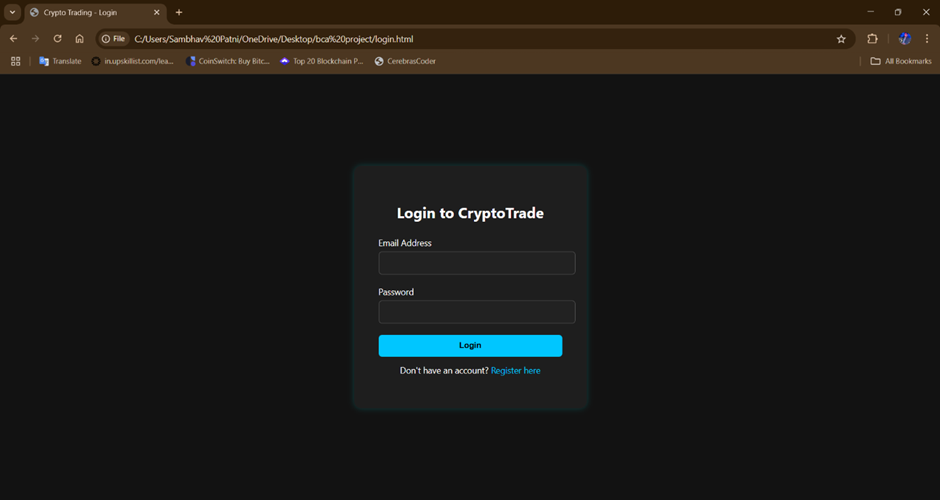 Crypto Trading - Login
File C:/Users/Sambhav%20Patni/OneDrive/Desktop/bca%20project/login.html
Translate in.upskillist.com/lea... CoinSwitch: Buy Bitc... Top 20 Blockchain P... CerebrasCoder All Bookmarks
Login to CryptoTrade
Email Address
Password
Login
Don't have an account? Register here